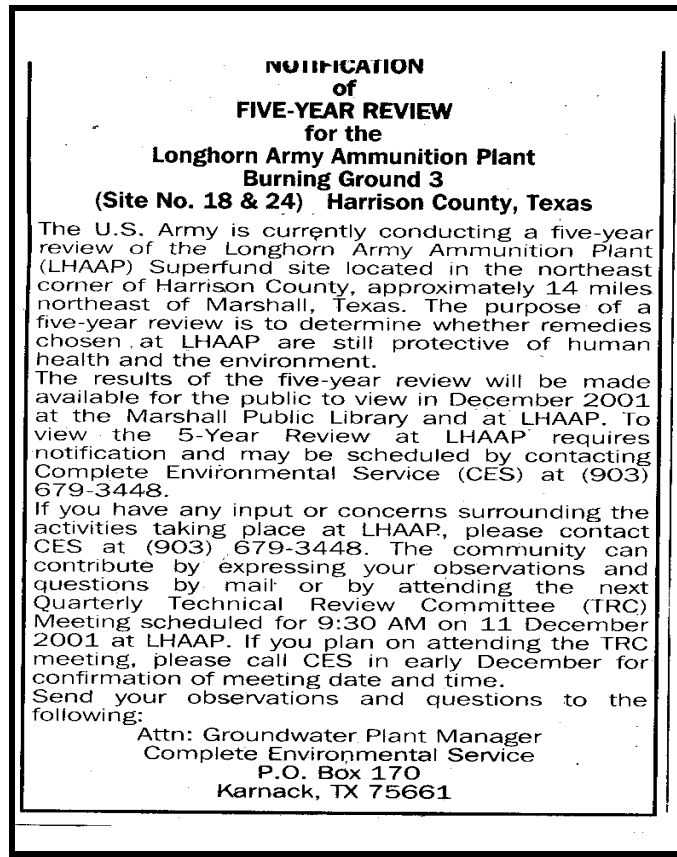 NOTIFICATION
of
FIVE-YEAR REVIEW
for the
Longhorn Army Ammunition Plant
Burning Ground 3
(Site No. 18 & 24) Harrison County, Texas
The U.S. Army is currently conducting a five-year
review of the Longhorn Army Ammunition Plant
(LHAAP) Superfund site located in the northeast
corner of Harrison County, approximately 14 miles
northeast of Marshall, Texas. The purpose of a
five-year review is to determine whether remedies
chosen at LHAAP are still protective of human
health and the environment.
The results of the five-year review will be made
available for the public to view in December 2001
at the Marshall Public Library and at LHAAP. To
view the 5-Year Review at LHAAP requires
notification and may be scheduled by contacting
Complete Environmental Service (CES) at (903)
679-3448.
If you have any input or concerns surrounding the
activities taking place at LHAAP, please contact
CES at (903) 679-3448. The community can
contribute by expressing your observations and
questions by mail or by attending the next
Quarterly Technical Review Committee (TRC)
Meeting scheduled for 9:30 AM on 11 December
2001 at LHAAP. If you plan on attending the TRC
meeting, please call CES in early December for
confirmation of meeting date and time.
Send your observations and questions to the
following:
Attn: Groundwater Plant Manager
Complete Environmental Service
P.O. Box 170
Karnack, TX 75661